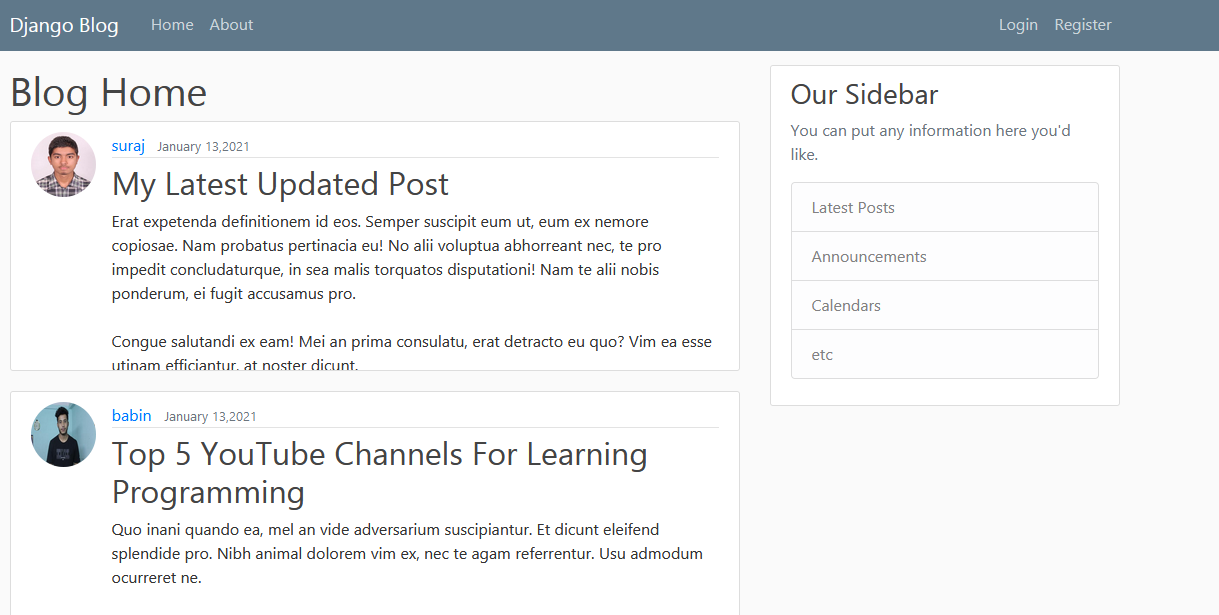 Django Blog Home About Login Register
Blog Home
suraj January 13,2021
My Latest Updated Post
Erat expetenda definitionem id eos. Semper suscipit eum ut, eum ex nemore
copiosae. Nam probatus pertinacia eu! No alii voluptua abhorreant nec, te pro
impedit concludaturque, in sea malis torquatos disputationi! Nam te alii nobis
ponderum, ei fugit accusamus pro.
Congue salutandi ex eam! Mei an prima consulatu, erat detracto eu quo? Vim ea esse
utinam efficiantur, at noster dicunt.
babin January 13,2021
Top 5 YouTube Channels For Learning
Programming
Quo inani quando ea, mel an vide adversarium suscipiantur. Et dicunt eleifend
splendide pro. Nibh animal dolorem vim ex, nec te agam referrentur. Usu admodum
ocurreret ne.
Our Sidebar
You can put any information here you'd
like.
Latest Posts
Announcements
Calendars
etc